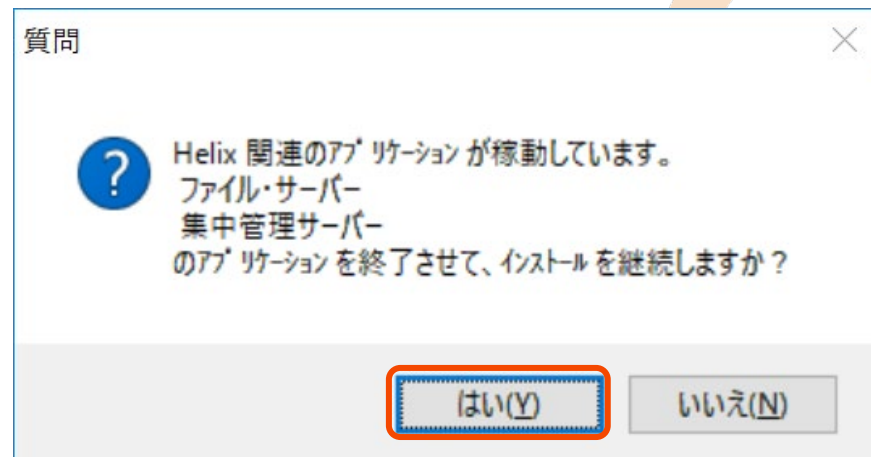 質問
Helix 関連のｱﾌﾟﾘｹｰｼｮﾝ が稼動しています。
ファイル・サーバー
集中管理サーバー
のｱﾌﾟﾘｹｰｼｮﾝ を終了させて、ｲﾝｽﾄｰﾙ を継続しますか？
はい(Y)
いいえ(N)